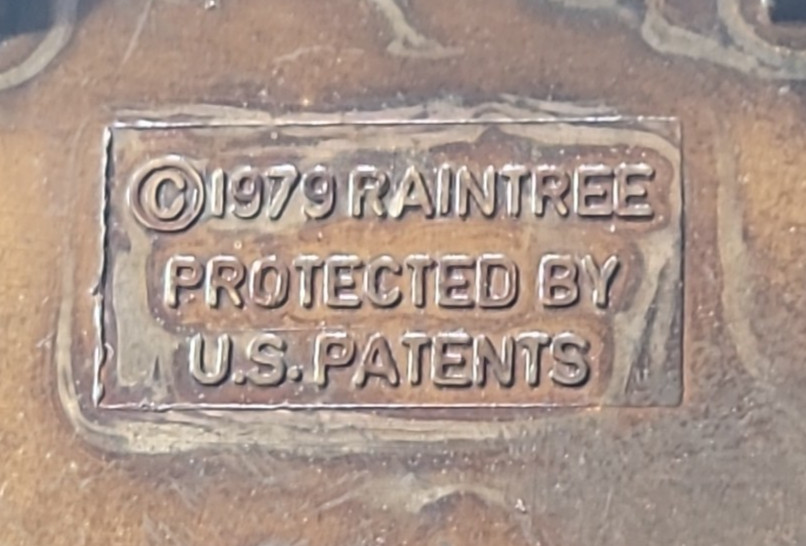 ©1979 RAINTREE
PROTECTED BY
U.S. PATENTS